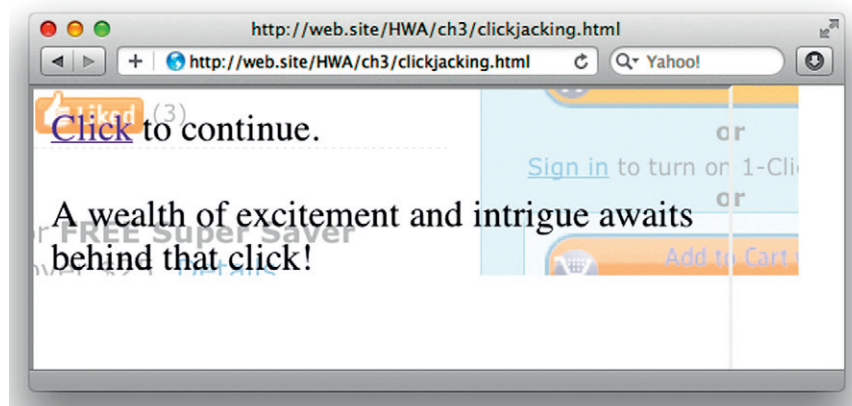 http://web.site/HWA/ch3/clickjacking.html
http://web.site/HWA/ch3/clickjacking.html
Yahoo!
Liked (3)
Click to continue.
or
Sign in to turn on 1-Cli
or
A wealth of excitement and intrigue awaits
r FREE Super Saver
behind that click!
Details
Add to Cart